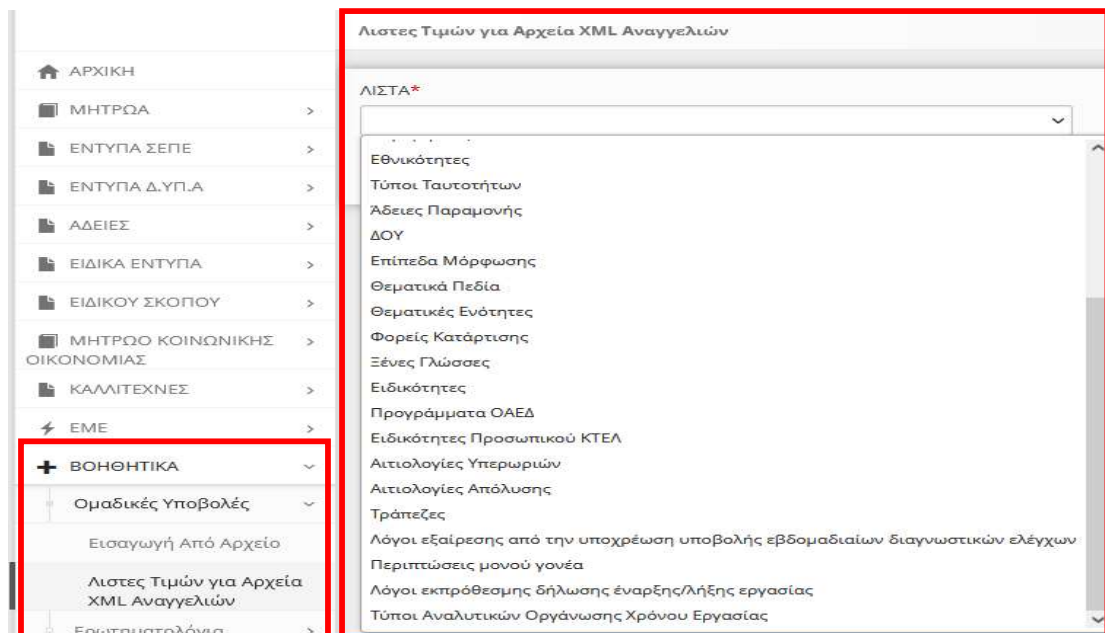 Λιστες Τιμών για Αρχεία XML Αναγγελιών
ΑΡΧΙΚΗ
ΜΗΤΡΩΑ
ΕΝΤΥΠΑ ΣΕΠΕ
ΕΝΤΥΠΑ Δ.ΥΠ.Α
ΑΔΕΙΕΣ
ΕΙΔΙΚΑ ΕΝΤΥΠΑ
ΕΙΔΙΚΟΥ ΣΚΟΠΟΥ
ΜΗΤΡΩΟ ΚΟΙΝΩΝΙΚΗΣ
ΟΙΚΟΝΟΜΙΑΣ
ΚΑΛΛΙΤΕΧΝΕΣ
ΕΜΕ
ΒΟΗΘΗΤΙΚΑ
Ομαδικές Υποβολές
Εισαγωγή Από Αρχείο
Λιστες Τιμών για Αρχεία
XML Αναγγελιών
Ερωτηματολόγια
ΛΙΣΤΑ*
Εθνικότητες
Τύποι Ταυτοτήτων
Άδειες Παραμονής
ΔΟΥ
Επίπεδα Μόρφωσης
Θεματικά Πεδία
Θεματικές Ενότητες
Φορείς Κατάρτισης
Ξένες Γλώσσες
Ειδικότητες
Προγράμματα ΟΑΕΔ
Ειδικότητες Προσωπικού ΚΤΕΛ
Αιτιολογίες Υπερωριών
Αιτιολογίες Απόλυσης
Τράπεζες
Λόγοι εξαίρεσης από την υποχρέωση υποβολής εβδομαδιαίων διαγνωστικών ελέγχων
Περιπτώσεις μονού γονέα
Λόγοι εκπρόθεσμης δήλωσης έναρξης/λήξης εργασίας
Τύποι Αναλυτικών Οργάνωσης Χρόνου Εργασίας